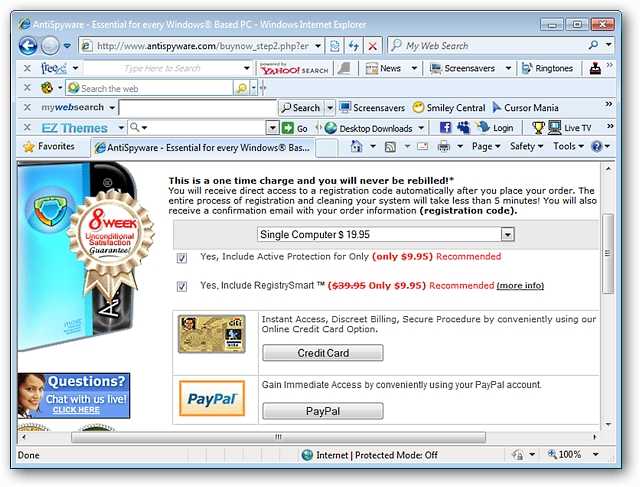 AntiSpyware - Essential for every Windows® Based PC - Windows Internet Explorer
http://www.antispyware.com/buynow_step2.php?er
My Web Search
Type Here to Search
powered by
YAHOO! SEARCH
News
Screensavers
Ringtones
Search the web
mywebsearch
Search
Screensavers
Smiley Central
Cursor Mania
EZ Themes
Go
Desktop Downloads
Login
Live TV
Favorites
AntiSpyware - Essential for every Windows® Bas...
Page
Safety
Tools
This is a one time charge and you will never be rebilled!*
You will receive direct access to a registration code automatically after you place your order. The
entire process of registration and cleaning your system will take less than 5 minutes! You will also
receive a confirmation email with your order information (registration code).
8 WEEK
Unconditional
Satisfaction
Guarantee!
Single Computer $ 19.95
Yes, Include Active Protection for Only (only $9.95) Recommended
Yes, Include RegistrySmart ™ ($39.95 Only $9.95) Recommended (more info)
citi
Instant Access, Discreet Billing, Secure Procedure by conveniently using our
Online Credit Card Option.
Credit Card
Questions?
Chat with us live!
CLICK HERE
PayPal
Gain Immediate Access by conveniently using your PayPal account.
PayPal
Done
Internet | Protected Mode: Off
100%